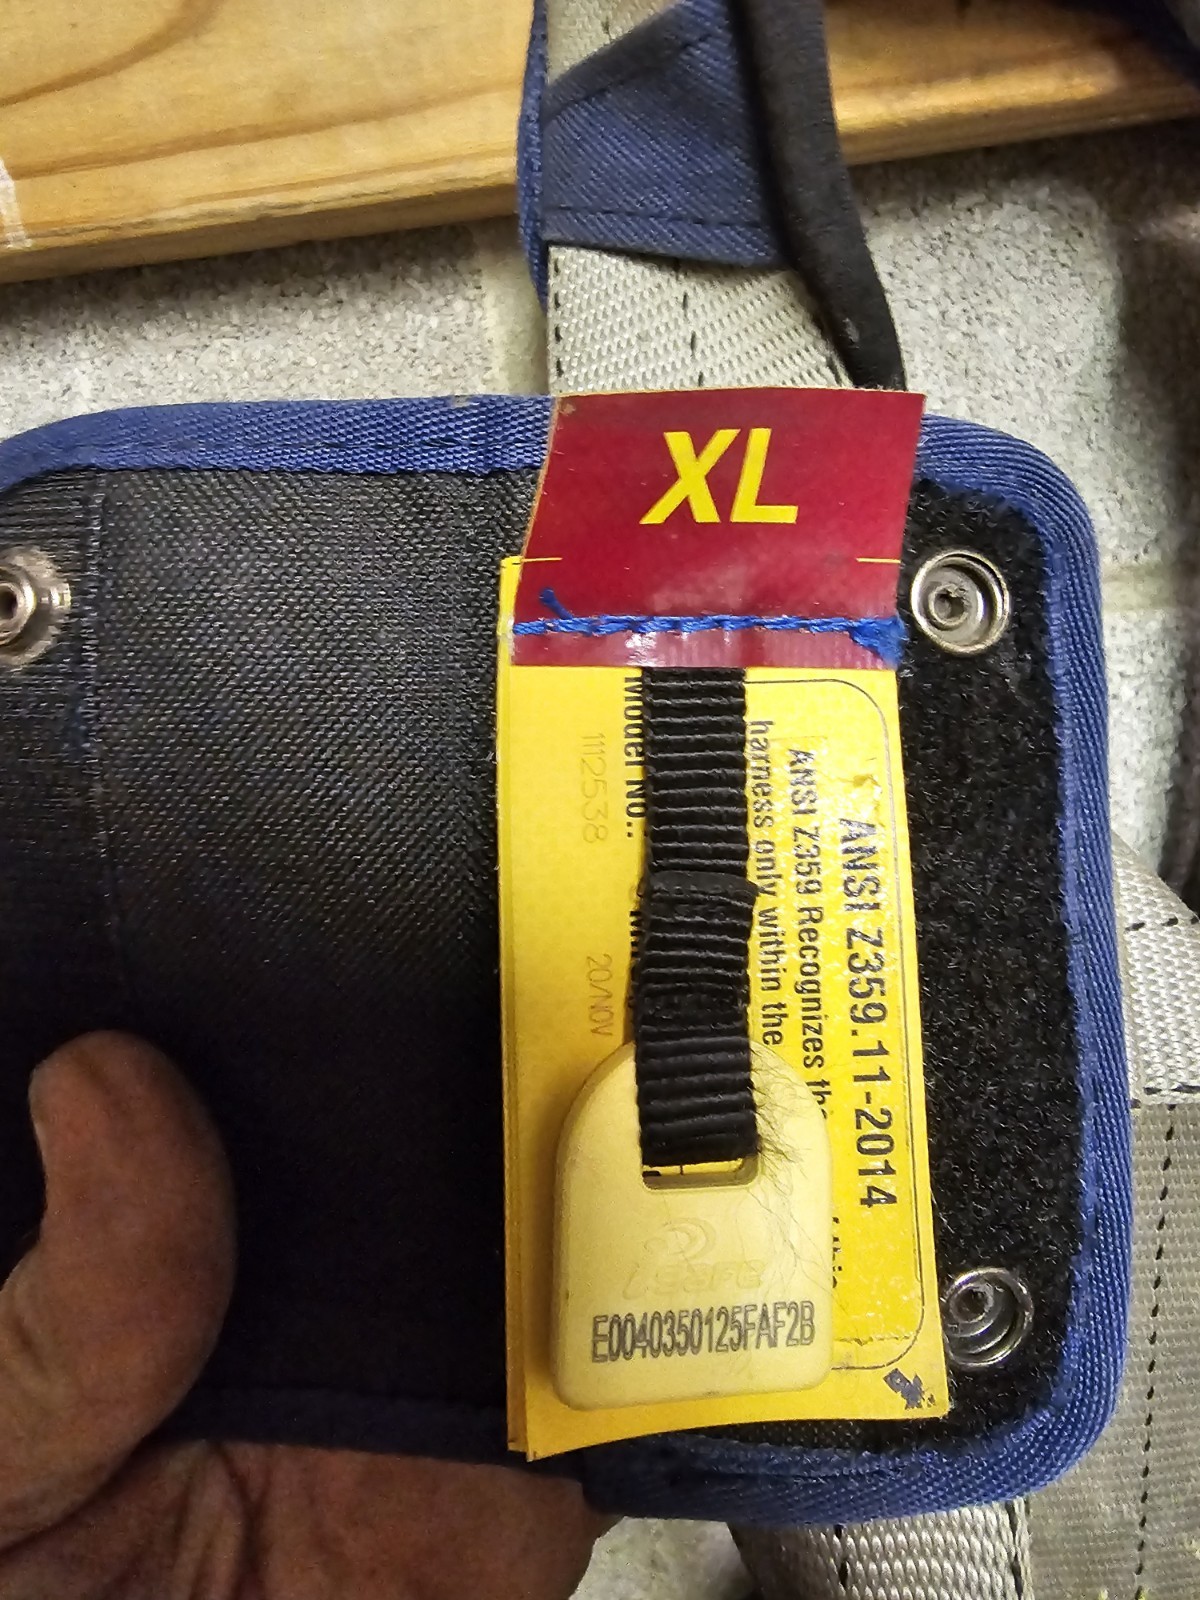 XL
ANSI Z359.11-2014
ANSI Z359 Recognizes the
harness only within the
Model No.:
1112538
20/NOV
i-Safe
E0040350125FAF2B